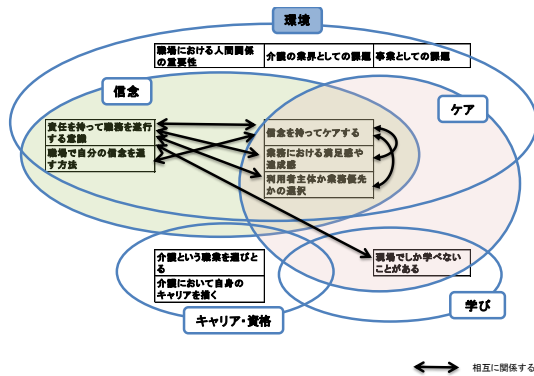 環境
職場における人間関係
の重要性
介護の業界としての課題
事業としての課題
信念
ケア
責任を持って職務を遂行
する意識
職場で自分の信念を通
す方法
信念を持ってケアする
業務における満足感や
達成感
利用者主体か業務優先
かの選択
介護という職業を選びと
る
介護において自身の
キャリアを描く
現場でしか学べない
ことがある
キャリア・資格
学び
相互に関係する